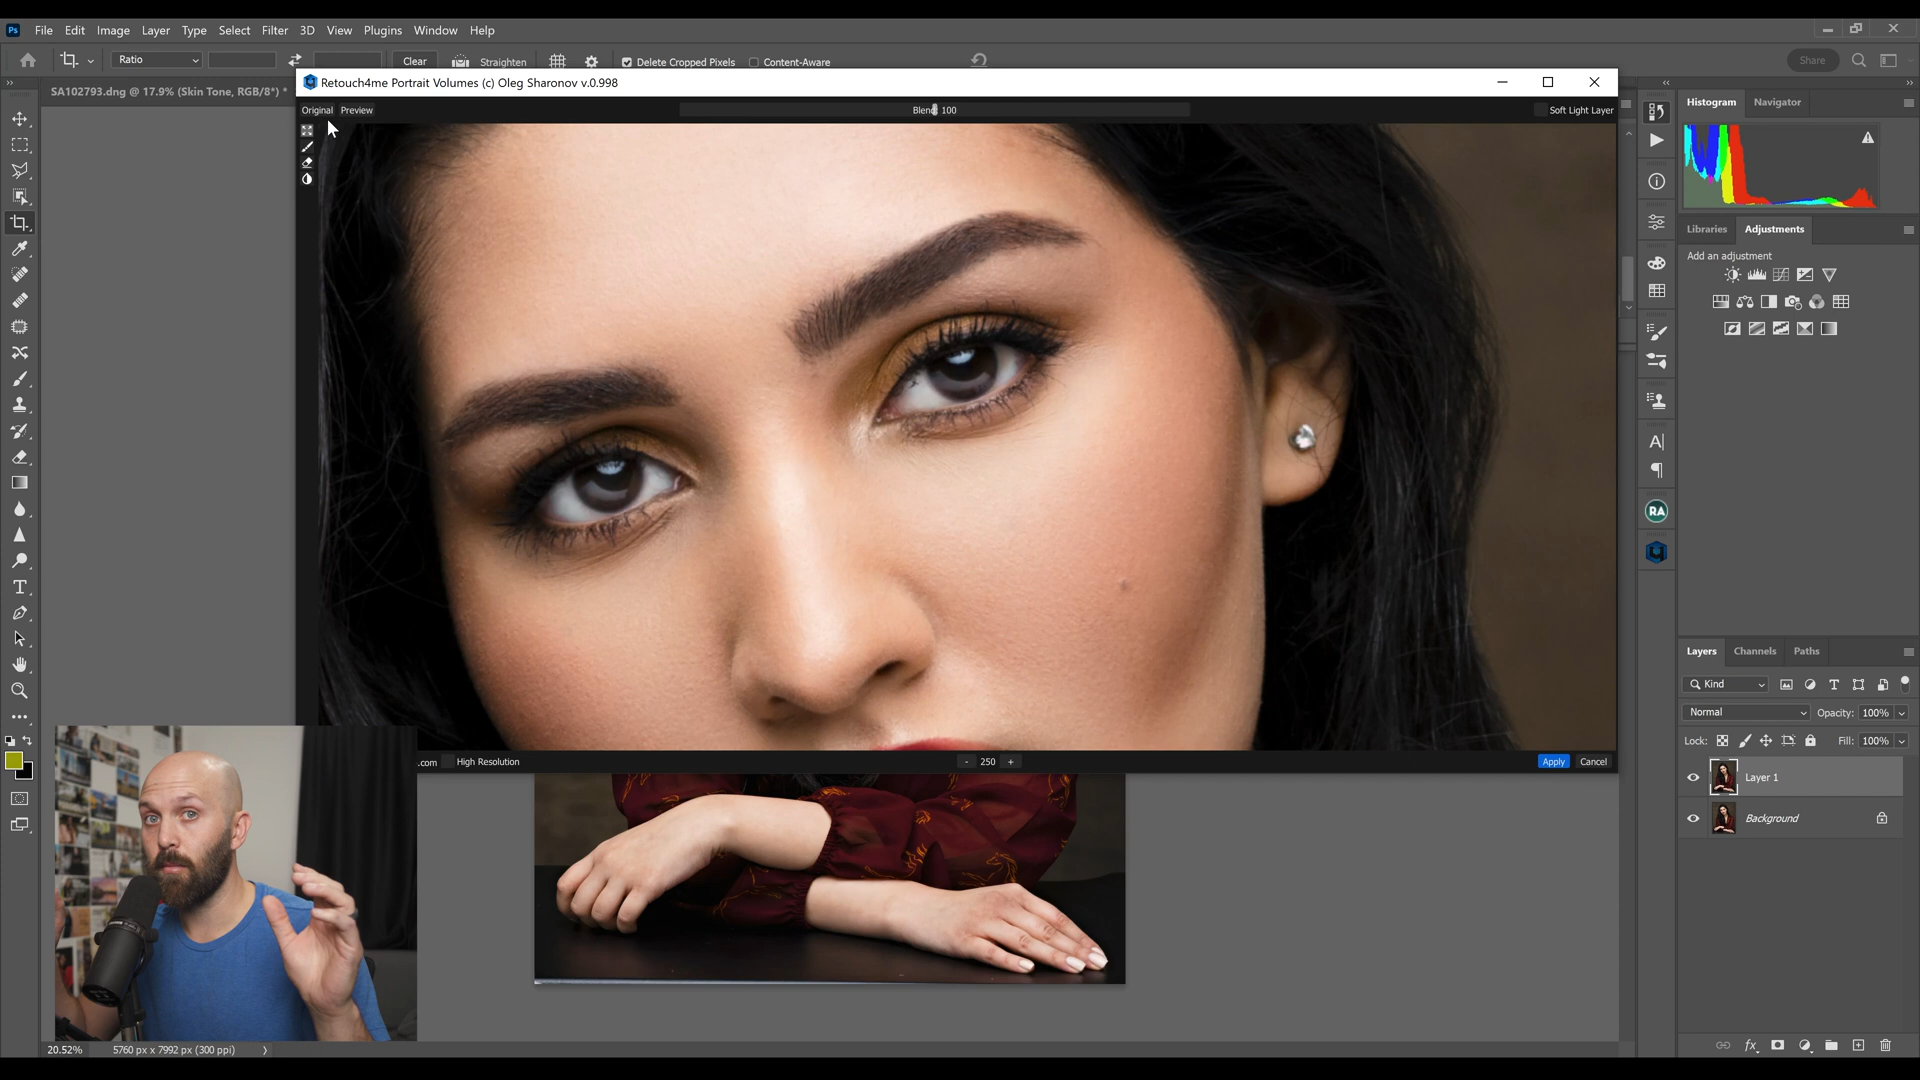 Ps File Edit Image Layer Type Select Filter 3D View Plugins Window Help
Ratio Clear Straighten Delete Cropped Pixels Content-Aware Share
SA102793.dng @ 17.9% (Skin Tone, RGB/8*) *
Retouch4me Portrait Volumes (c) Oleg Sharonov v.0.998
Original Preview Blend 100 Soft Light Layer
Histogram Navigator
Libraries Adjustments
Add an adjustment
A|
RA
T
Layers Channels Paths
Kind
T
Normal Opacity: 100%
Lock: Fill: 100%
.com High Resolution - 250 + Apply Cancel
Layer 1
Background
fx
20.52% 5760 px x 7992 px (300 ppi)